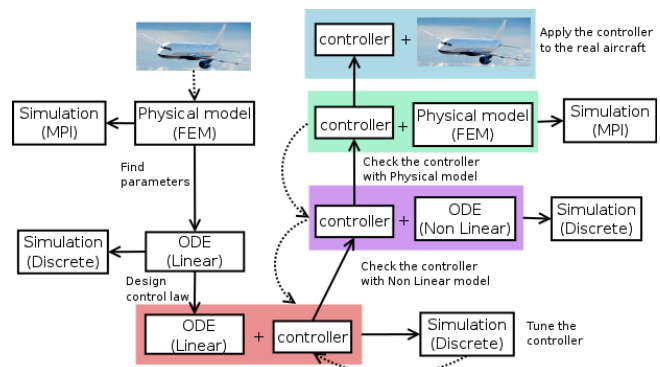 controller
+
Apply the controller
to the real aircraft
Simulation
(MPI)
Physical model
(FEM)
controller
+
Physical model
(FEM)
Simulation
(MPI)
Find
parameters
Check the controller
with Physical model
controller
+
ODE
(Non Linear)
Simulation
(Discrete)
Simulation
(Discrete)
ODE
(Linear)
Check the controller
with Non Linear model
Design
control law
ODE
(Linear)
+
controller
Simulation
(Discrete)
Tune the
controller